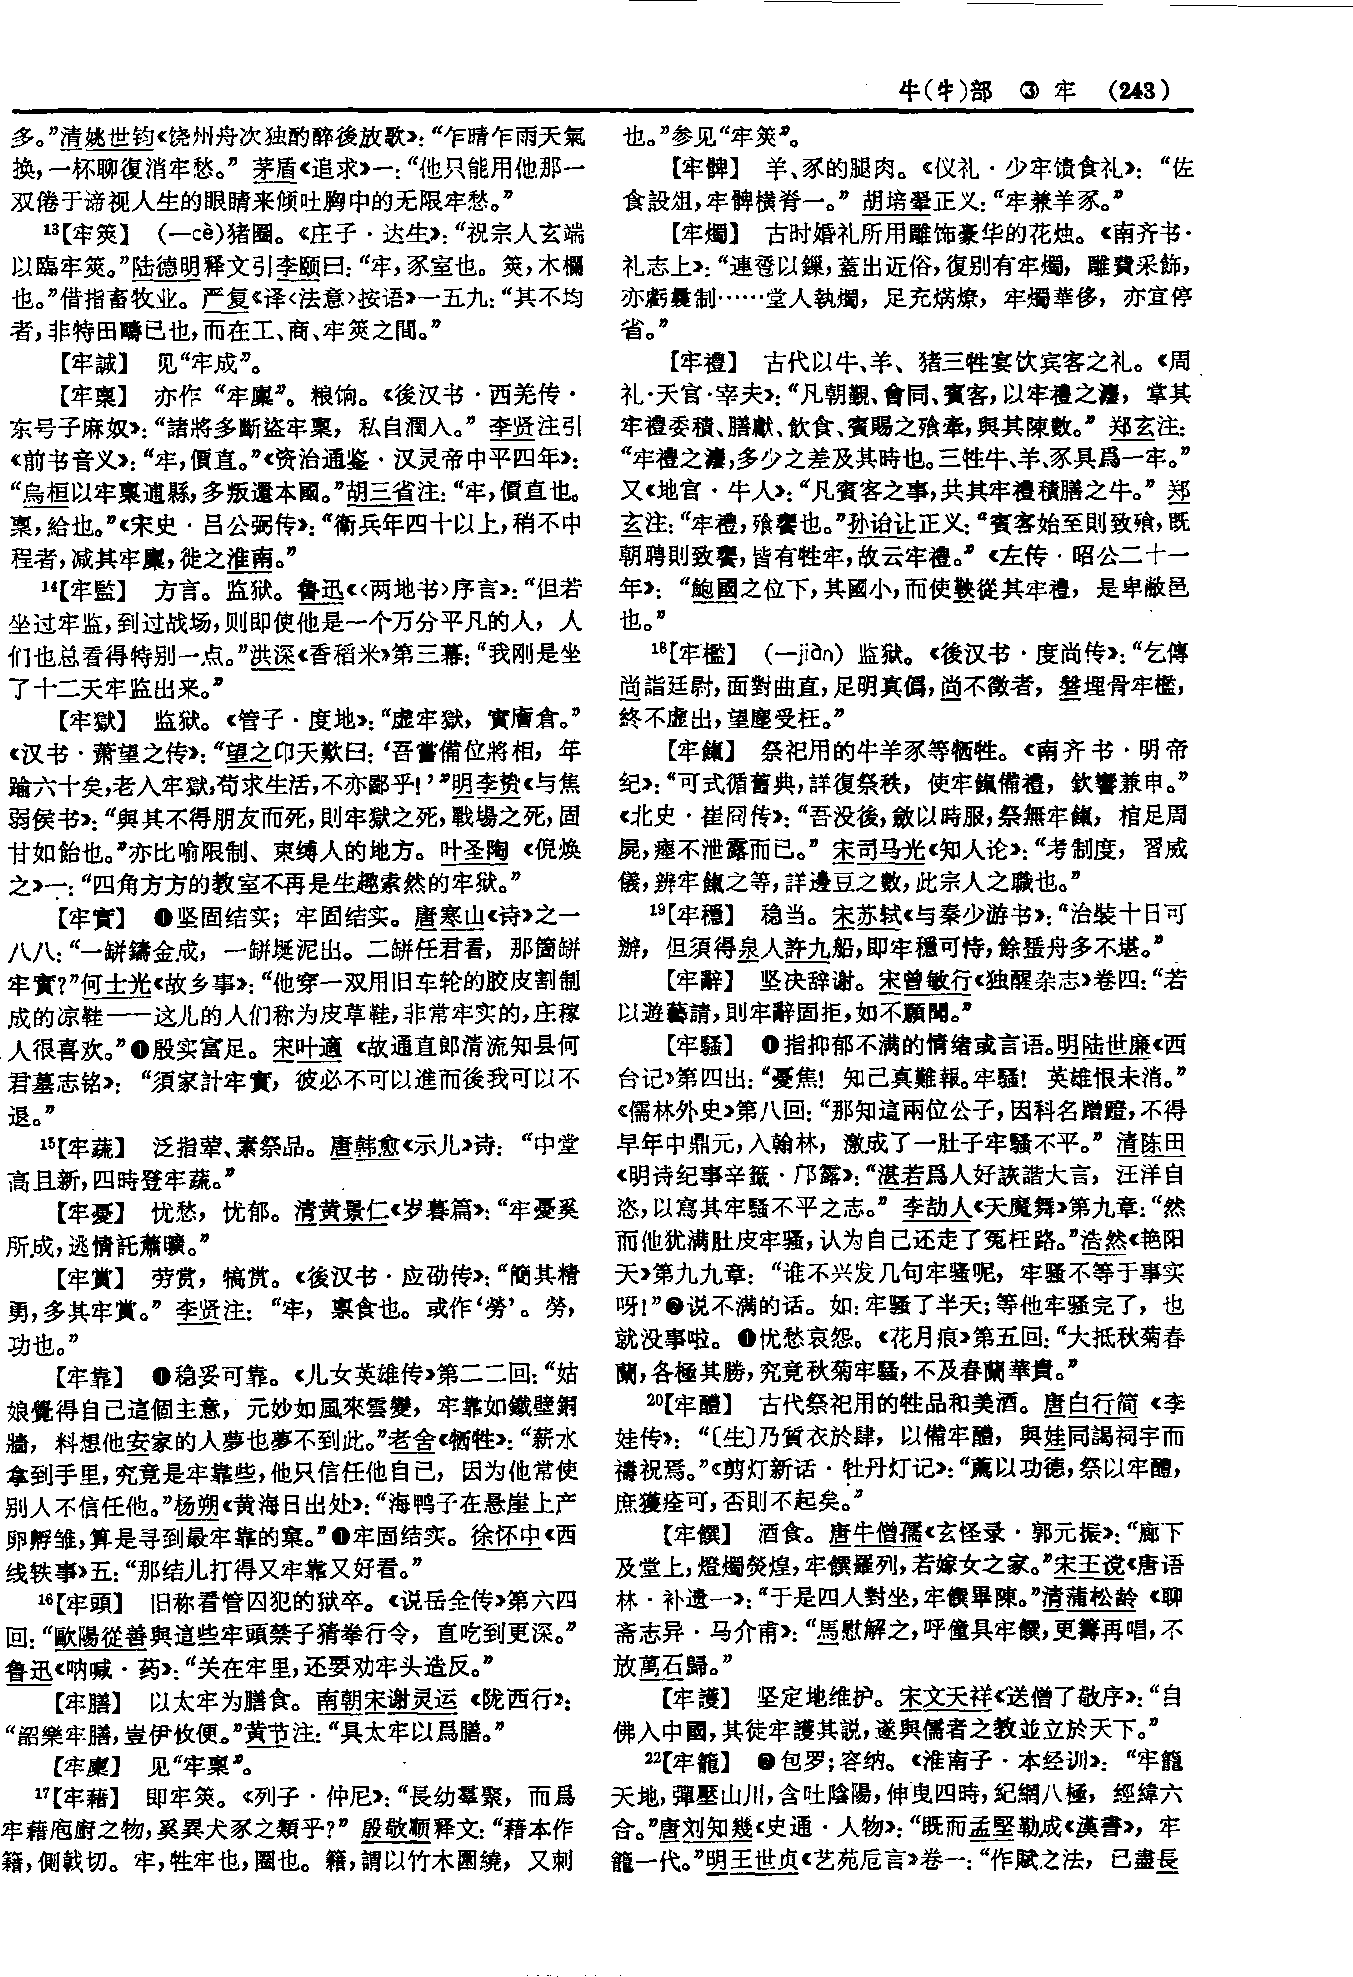 牛(牜)部 ③ 牢 (243)
多。”清姚世钧《饶州舟次独酌醉後放歌》：“乍晴乍雨天氣
换，一杯聊復消牢愁。” 茅盾《追求》一：“他只能用他那一
双倦于谛视人生的眼睛来倾吐胸中的无限牢愁。”
13【牢筴】 (—cè)猪圈。《庄子·达生》：“祝宗人玄端
以臨牢筴。”陆德明释文引李颐曰：“牢，豕室也。筴，木欄
也。”借指畜牧业。严复《译〈法意〉按语》一五九：“其不均
者，非特田疇已也，而在工、商、牢筴之間。”
【牢誠】 见“牢成”。
【牢稟】 亦作“牢廩”。粮饷。《後汉书·西羌传·
东号子麻奴》：“諸將多斷盜牢稟，私自潤入。” 李贤注引
《前书音义》：“牢，價直。”《资治通鉴·汉灵帝中平四年》：
“烏桓以牢稟逋縣，多叛還本國。”胡三省注：“牢，價直也。
稟，給也。”《宋史·吕公弼传》：“衛兵年四十以上，稍不中
程者，减其牢廩，徙之淮南。”
14【牢監】 方言。监狱。鲁迅《〈两地书〉序言》：“但若
坐过牢监，到过战场，则即使他是一个万分平凡的人，人
们也总看得特别一点。”洪深《香稻米》第三幕：“我刚是坐
了十二天牢监出来。”
【牢獄】 监狱。《管子·度地》：“虚牢獄，實廥倉。”
《汉书·萧望之传》：“望之卬天歎曰：‘吾嘗備位將相，年
踰六十矣，老入牢獄，苟求生活，不亦鄙乎！’”明李贽《与焦
弱侯书》：“與其不得朋友而死，則牢獄之死，戰場之死，固
甘如飴也。”亦比喻限制、束缚人的地方。叶圣陶《倪焕
之》一：“四角方方的教室不再是生趣索然的牢狱。”
【牢實】 ❶坚固结实；牢固结实。唐寒山《诗》之一
八八：“一缾鑄金成，一缾埏泥出。二缾任君看，那箇缾
牢實？”何士光《故乡事》：“他穿一双用旧车轮的胶皮割制
成的凉鞋——这儿的人们称为皮草鞋，非常牢实的，庄稼
人很喜欢。”❶殷实富足。宋叶適《故通直郎清流知县何
君墓志铭》：“須家計牢實，彼必不可以進而後我可以不
退。”
15【牢蔬】 泛指荤、素祭品。唐韩愈《示儿》诗：“中堂
高且新，四時登牢蔬。”
【牢憂】 忧愁，忧郁。清黄景仁《岁暮篇》：“牢憂奚
所成，逃情託蕭曠。”
【牢賞】 劳赏，犒赏。《後汉书·应劭传》：“簡其精
勇，多其牢賞。” 李贤注：“牢，稟食也。或作‘勞’。勞，
功也。”
【牢靠】 ❶稳妥可靠。《儿女英雄传》第二二回：“姑
娘覺得自己這個主意，元妙如風來雲變，牢靠如鐵壁銅
牆，料想他安家的人夢也夢不到此。”老舍《牺牲》：“薪水
拿到手里，究竟是牢靠些，他只信任他自己，因为他常使
别人不信任他。”杨朔《黄海日出处》：“海鸭子在悬崖上产
卵孵雏，算是寻到最牢靠的窠。”❶牢固结实。徐怀中《西
线轶事》五：“那结儿打得又牢靠又好看。”
16【牢頭】 旧称看管囚犯的狱卒。《说岳全传》第六四
回：“歐陽從善與這些牢頭禁子猜拳行令，直吃到更深。”
鲁迅《呐喊·药》：“关在牢里，还要劝牢头造反。”
【牢膳】 以太牢为膳食。南朝宋谢灵运《陇西行》：
“韶樂牢膳，豈伊攸便。”黄节注：“具太牢以爲膳。”
【牢廩】 见“牢稟”。
17【牢藉】 即牢筴。《列子·仲尼》：“長幼羣聚，而爲
牢藉庖廚之物，奚異犬豕之類乎？” 殷敬顺释文：“藉本作
籍，側戟切。牢，牲牢也，圈也。籍，謂以竹木圍繞，又刺
也。”参见“牢筴”。
【牢髀】 羊、豕的腿肉。《仪礼·少牢馈食礼》：“佐
食設俎，牢髀横脊一。” 胡培翚正义：“牢兼羊豕。”
【牢燭】 古时婚礼所用雕饰豪华的花烛。《南齐书·
礼志上》：“連卺以鏁，蓋出近俗，復别有牢燭，雕費采飾，
亦虧曩制……堂人執燭，足充炳燎，牢燭華侈，亦宜停
省。”
【牢禮】 古代以牛、羊、猪三牲宴饮宾客之礼。《周
礼·天官·宰夫》：“凡朝覲、會同、賓客，以牢禮之灋，掌其
牢禮委積、膳獻、飲食、賓賜之飧牽，與其陳數。” 郑玄注：
“牢禮之灋，多少之差及其時也。三牲牛、羊、豕具爲一牢。”
又《地官·牛人》：“凡賓客之事，共其牢禮積膳之牛。” 郑
玄注：“牢禮，飧饔也。”孙诒让正义：“賓客始至則致飧，既
朝聘則致饔，皆有牲牢，故云牢禮。” 《左传·昭公二十一
年》：“鮑國之位下，其國小，而使鞅從其牢禮，是卑敝邑
也。”
18【牢檻】 (—jiàn) 监狱。《後汉书·度尚传》：“乞傳
尚詣廷尉，面對曲直，足明真僞，尚不徵者，磐埋骨牢檻，
終不虚出，望塵受枉。”
【牢餼】 祭祀用的牛羊豕等牺牲。《南齐书·明帝
纪》：“可式循舊典，詳復祭秩，使牢餼備禮，欽饗兼申。”
《北史·崔冏传》：“吾没後，斂以時服，祭無牢餼，棺足周
屍，瘞不泄露而已。” 宋司马光《知人论》：“考制度，習威
儀，辨牢餼之等，詳邊豆之數，此宗人之職也。”
19【牢穩】 稳当。宋苏轼《与秦少游书》：“治裝十日可
辦，但須得泉人許九船，即牢穩可恃，餘蜑舟多不堪。”
【牢辭】 坚决辞谢。宋曾敏行《独醒杂志》卷四：“若
以遊藝請，則牢辭固拒，如不願聞。”
【牢騷】 ❶指抑郁不满的情绪或言语。明陆世廉《西
台记》第四出：“憂焦！知己真難報。牢騷！英雄恨未消。”
《儒林外史》第八回：“那知這兩位公子，因科名蹭蹬，不得
早年中鼎元，入翰林，激成了一肚子牢騷不平。” 清陈田
《明诗纪事辛籤·邝露》：“湛若爲人好詼諧大言，汪洋自
恣，以寫其牢騷不平之志。” 李劼人《天魔舞》第九章：“然
而他犹满肚皮牢骚，认为自己还走了冤枉路。”浩然《艳阳
天》第九九章：“谁不兴发几句牢骚呢，牢骚不等于事实
呀！”❷说不满的话。如：牢骚了半天；等他牢骚完了，也
就没事啦。❶忧愁哀怨。《花月痕》第五回：“大抵秋菊春
蘭，各極其勝，究竟秋菊牢騷，不及春蘭華貴。”
20【牢醴】 古代祭祀用的牲品和美酒。唐白行简《李
娃传》：“〔生〕乃質衣於肆，以備牢醴，與娃同謁祠宇而
禱祝焉。”《剪灯新话·牡丹灯记》：“薦以功德，祭以牢醴，
庶獲痊可，否則不起矣。”
【牢饌】 酒食。唐牛僧孺《玄怪录·郭元振》：“廊下
及堂上，燈燭熒煌，牢饌羅列，若嫁女之家。”宋王谠《唐语
林·补遗一》：“于是四人對坐，牢饌畢陳。”清蒲松龄《聊
斋志异·马介甫》：“馬慰解之，呼僮具牢饌，更籌再唱，不
放萬石歸。”
【牢護】 坚定地维护。宋文天祥《送僧了敬序》：“自
佛入中國，其徒牢護其説，遂與儒者之教並立於天下。”
22【牢籠】 ❷包罗；容纳。《淮南子·本经训》：“牢籠
天地，彈壓山川，含吐陰陽，伸曳四時，紀綱八極，經緯六
合。”唐刘知幾《史通·人物》：“既而孟堅勒成《漢書》，牢
籠一代。”明王世贞《艺苑卮言》卷一：“作賦之法，已盡長